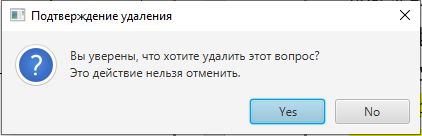 Подтверждение удаления
Вы уверены, что хотите удалить этот вопрос?
Это действие нельзя отменить.
Yes
No